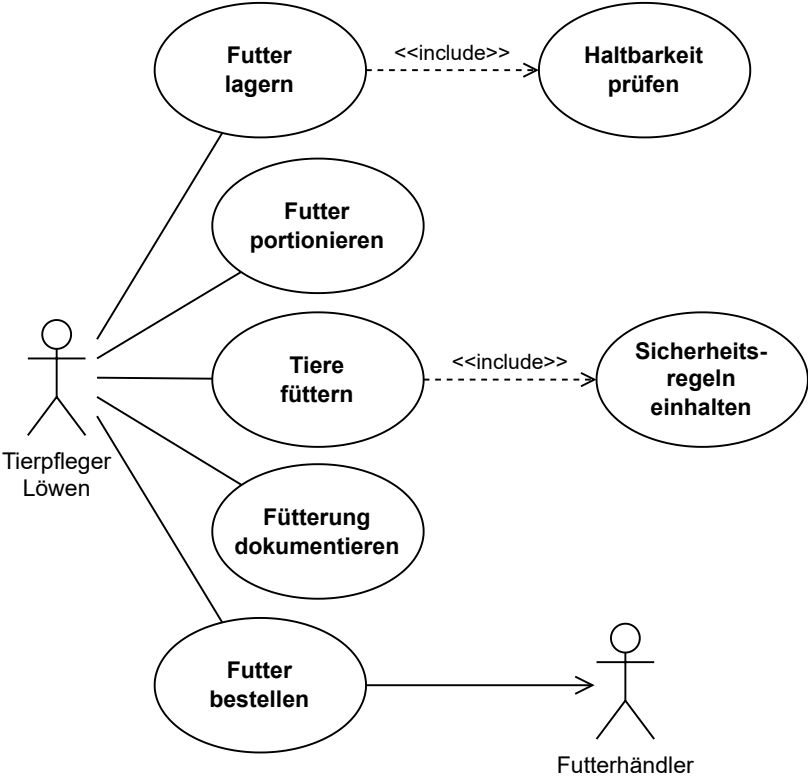 Futter
lagern
<<include>>
Haltbarkeit
prüfen
Futter
portionieren
Tiere
füttern
<<include>>
Sicherheits-
regeln
einhalten
Tierpfleger
Löwen
Fütterung
dokumentieren
Futter
bestellen
Futterhändler